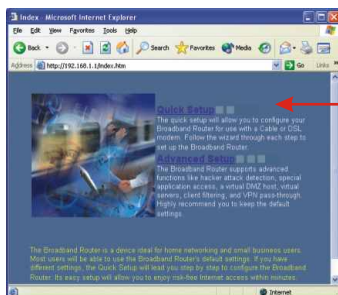 Index - Microsoft Internet Explorer
File Edit View Favorites Tools Help
Back Search Favorites Media
Address http://192.168.1.1/index.htm Go Links
Quick Setup
The quick setup will allow you to configure your
Broadband Router for use with a Cable or DSL
modem. Follow the wizard through each step to
set up the Broadband Router.
Advanced Setup
The Broadband Router supports advanced
functions like hacker attack detection, special
application access, a virtual DMZ host, virtual
servers, client filtering, and VPN pass-through.
Highly recommend you to keep the default
settings.
The Broadband Router is a device ideal for home networking and small business users.
Most users will be able to use the Broadband Router's default settings. If you have
different settings, the Quick Setup will lead you step by step to configure the Broadband
Router. Its easy setup will allow you to enjoy risk-free Internet access within minutes.
Internet